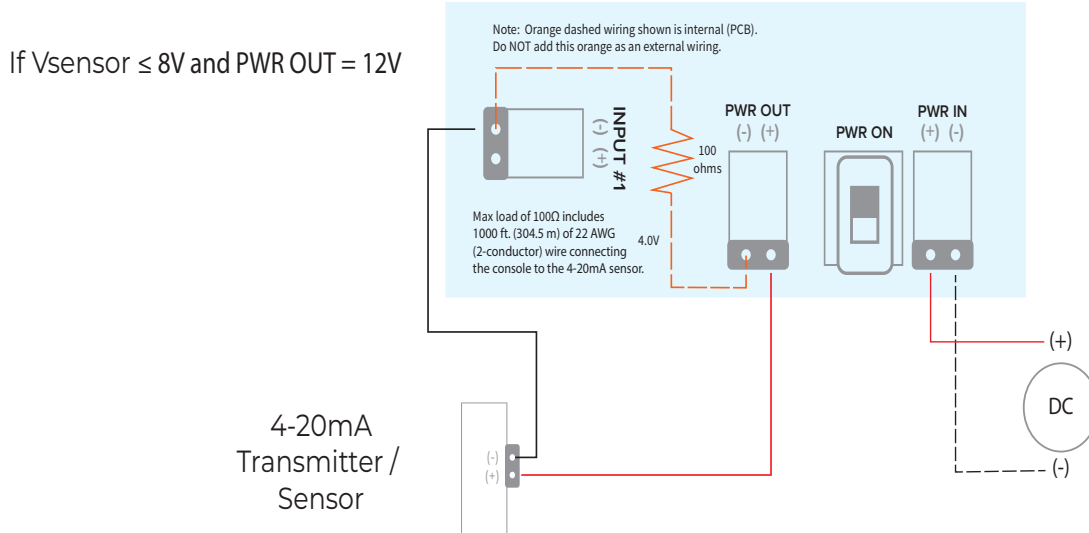 Note: Orange dashed wiring shown is internal (PCB).
Do NOT add this orange as an external wiring.
If Vsensor ≤ 8V and PWR OUT = 12V
INPUT #1
(-) (+)
100
ohms
PWR OUT
(-) (+)
PWR ON
PWR IN
(+) (-)
Max load of 100Ω includes
1000 ft. (304.5 m) of 22 AWG
(2-conductor) wire connecting
the console to the 4-20mA sensor.
4.0V
(+)
DC
(-)
4-20mA
Transmitter /
Sensor
(-)
(+)